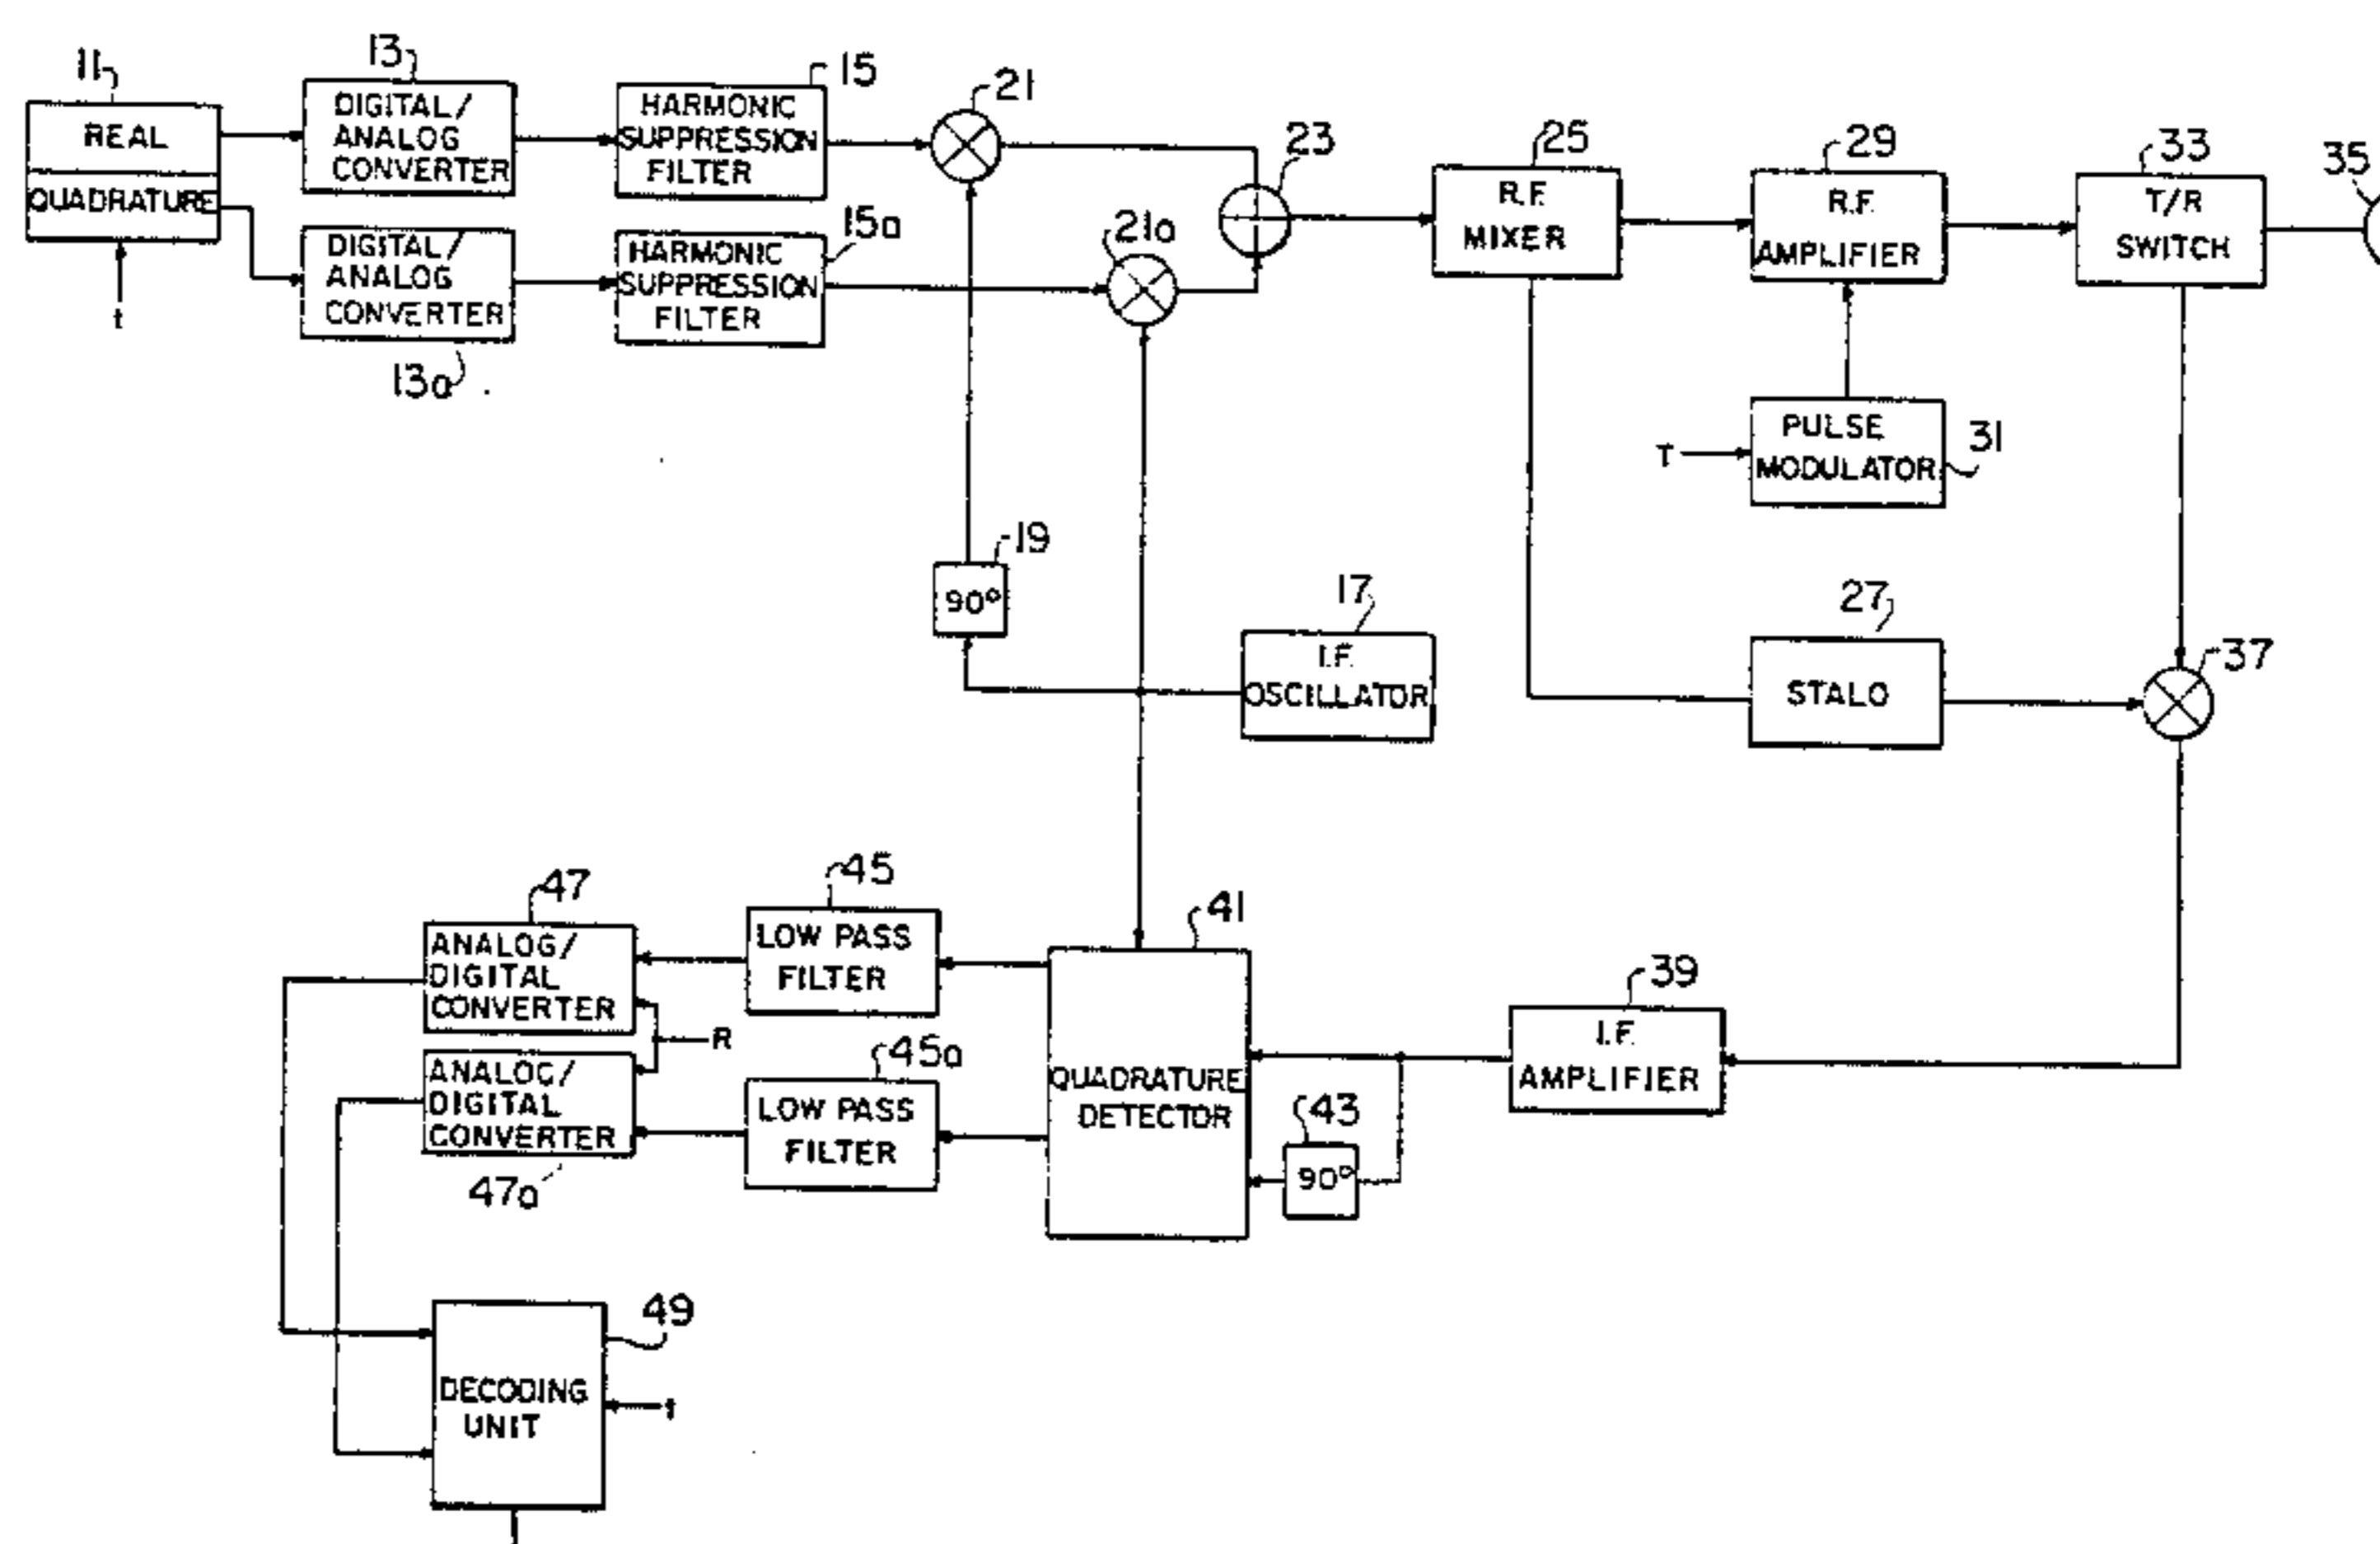 11
REAL
QUADRATURE
t
13
DIGITAL/
ANALOG
CONVERTER
DIGITAL/
ANALOG
CONVERTER
13a
15
HARMONIC
SUPPRESSION
FILTER
15a
HARMONIC
SUPPRESSION
FILTER
21
21a
23
25
R.F.
MIXER
29
R.F.
AMPLIFIER
33
T/R
SWITCH
35
T
PULSE
MODULATOR
31
19
90°
17
I.F.
OSCILLATOR
27
STALO
37
47
ANALOG/
DIGITAL
CONVERTER
R
ANALOG/
DIGITAL
CONVERTER
47a
45
LOW PASS
FILTER
45a
LOW PASS
FILTER
41
QUADRATURE
DETECTOR
43
90°
39
I.F.
AMPLIFIER
49
DECODING
UNIT
t